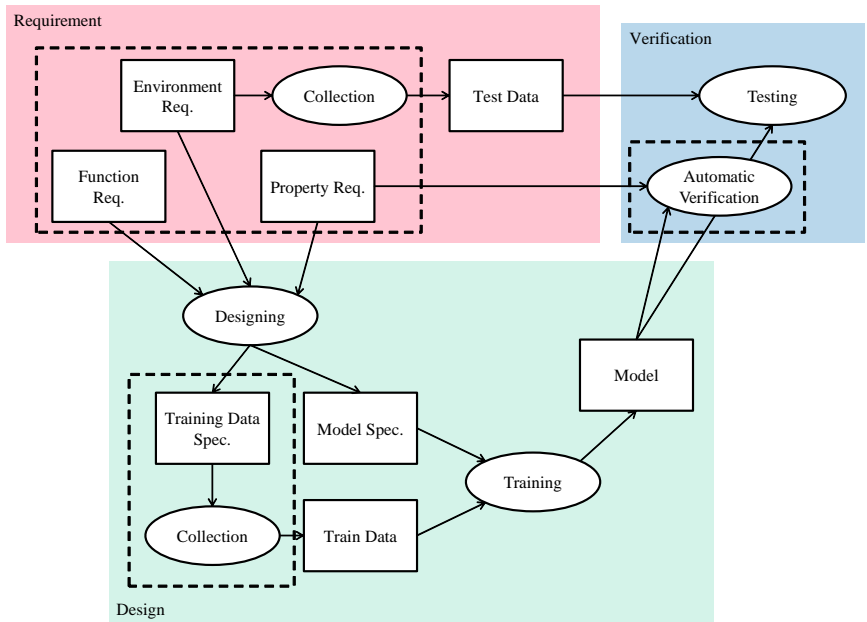 Requirement
Verification
Environment
Req.
Collection
Test Data
Testing
Function
Req.
Property Req.
Automatic
Verification
Designing
Model
Training Data
Spec.
Model Spec.
Training
Collection
Train Data
Design